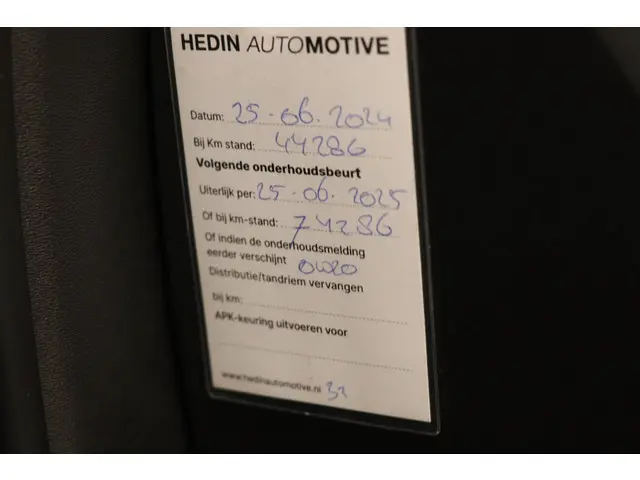 HEDIN AUTOMOTIVE
Datum: 25-06.2024
Bij Km stand: 44286
Volgende onderhoudsbeurt
Uiterlijk per: 25.06.2025
Of bij km-stand: 74286
Of indien de onderhoudsmelding
eerder verschijnt 0W20
Distributie/tandriem vervangen
bij km:
APK-keuring uitvoeren voor
www.hedinautomotive.nl